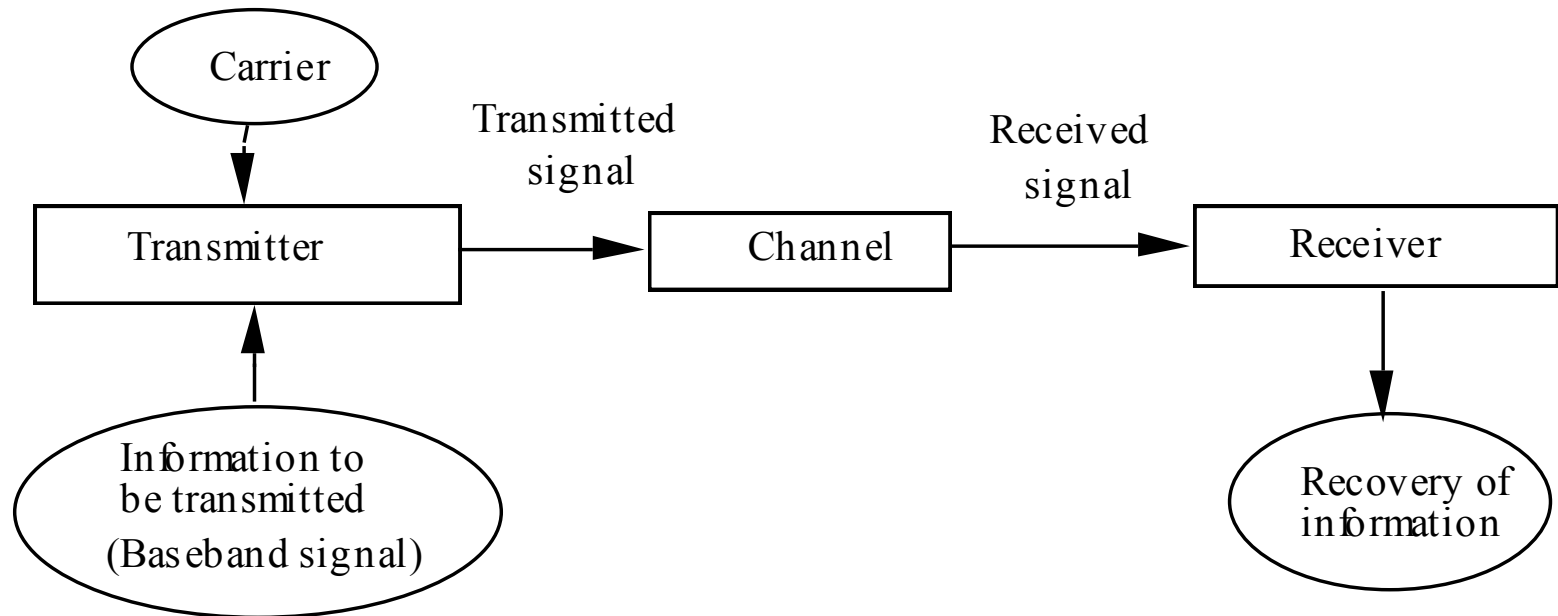 Carrier
Transmitted
signal
Received
signal
Transmitter
Channel
Receiver
Information to
be transmitted
(Baseband signal)
Recovery of
information